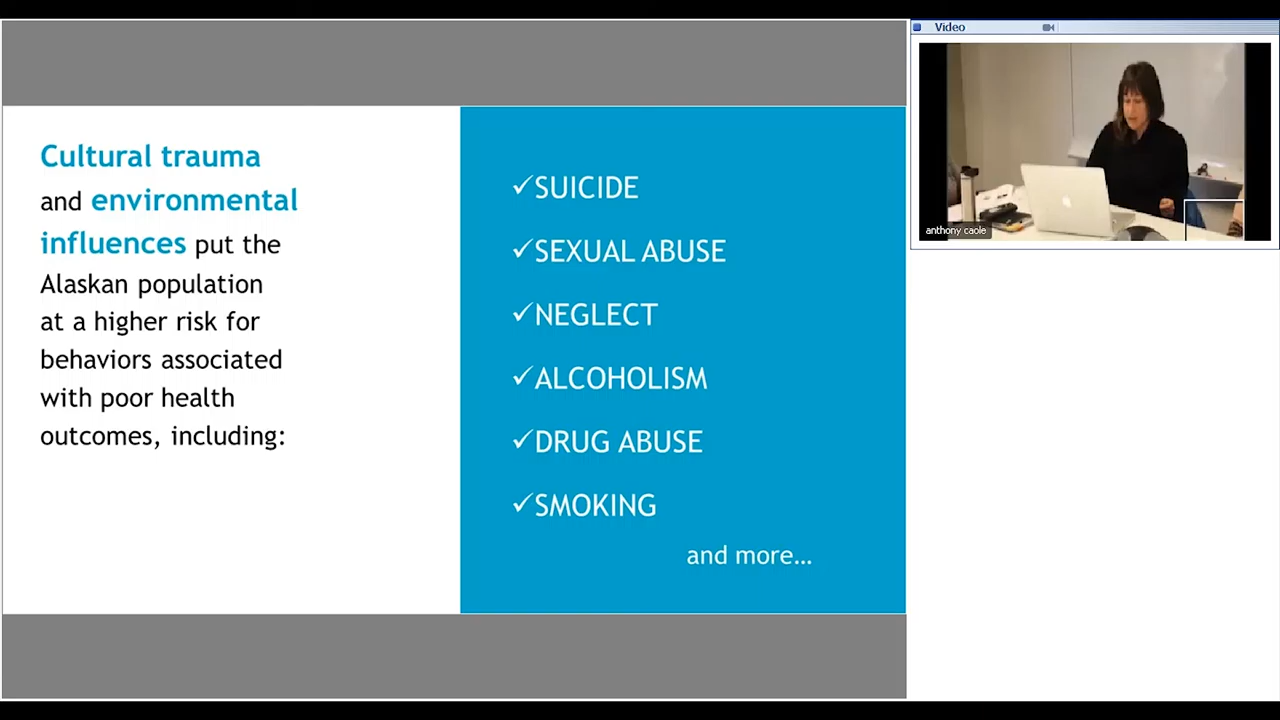 Cultural trauma
and environmental
influences put the
Alaskan population
at a higher risk for
behaviors associated
with poor health
outcomes, including:
✓SUICIDE
✓SEXUAL ABUSE
✓NEGLECT
✓ALCOHOLISM
✓DRUG ABUSE
✓SMOKING
and more...
Video
anthony caole